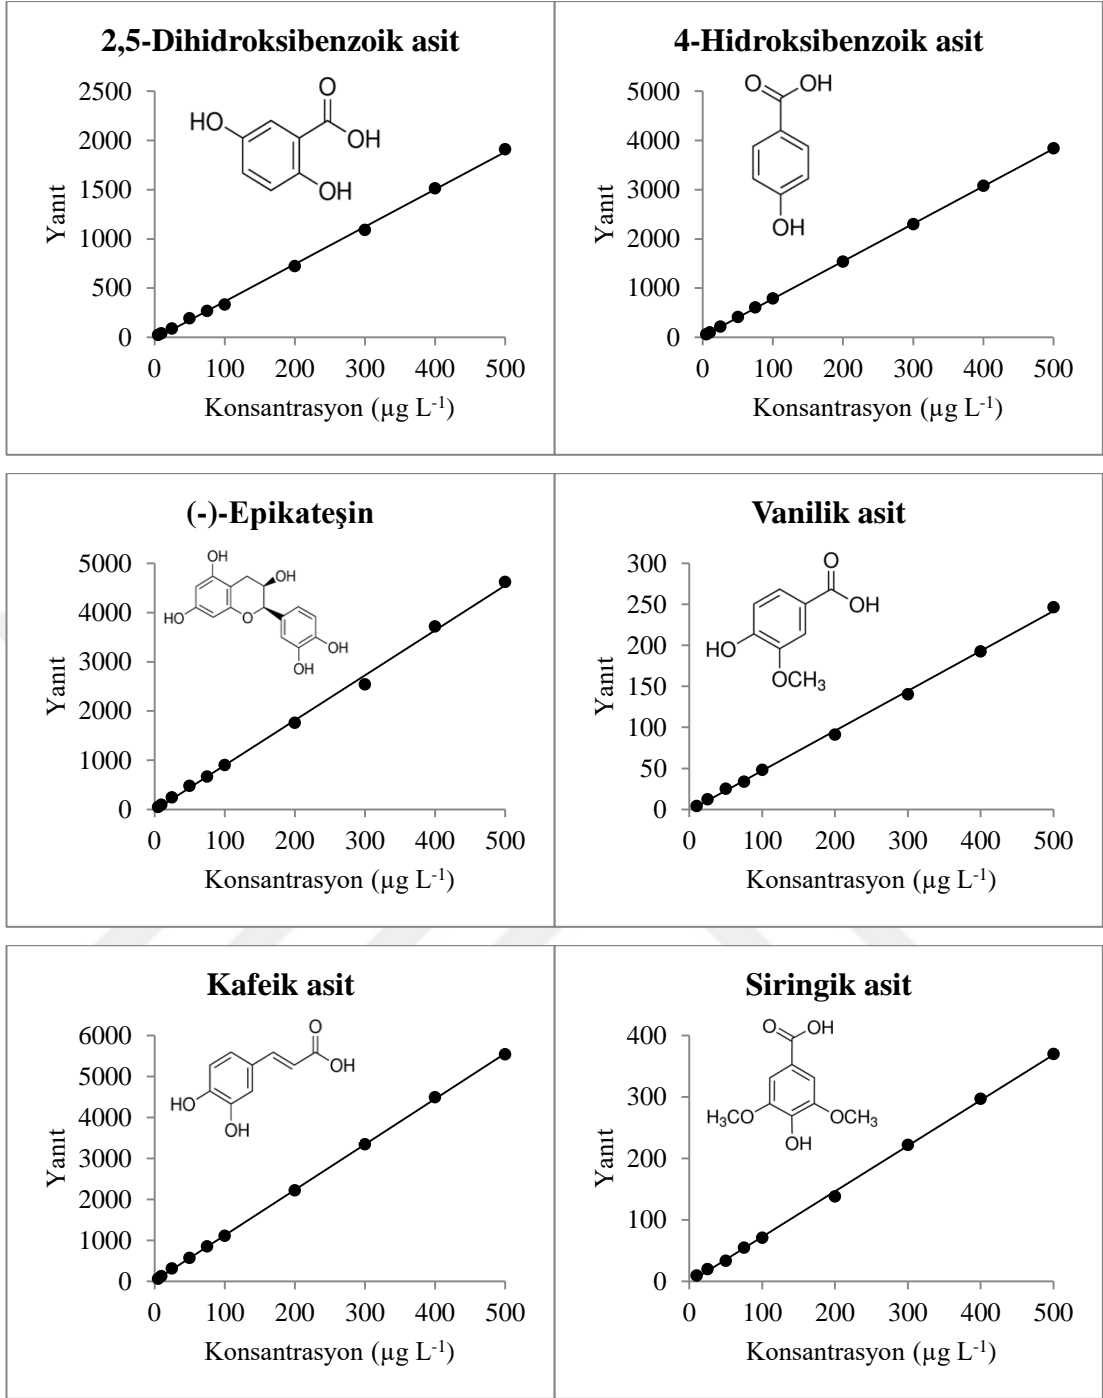 2,5-Dihidroksibenzoik asit
2500
2000
1500
1000
500
0
Yanıt
HO
O
OH
OH
0 100 200 300 400 500
Konsantrasyon (µg L-1)
4-Hidroksibenzoik asit
5000
4000
3000
2000
1000
0
Yanıt
O
OH
OH
0 100 200 300 400 500
Konsantrasyon (µg L-1)
(-)-Epikateşin
5000
4000
3000
2000
1000
0
Yanıt
OH
OH
HO
O
OH
OH
0 100 200 300 400 500
Konsantrasyon (µg L-1)
Vanilik asit
300
250
200
150
100
50
0
Yanıt
O
OH
HO
OCH3
0 100 200 300 400 500
Konsantrasyon (µg L-1)
Kafeik asit
6000
5000
4000
3000
2000
1000
0
Yanıt
O
OH
HO
OH
0 100 200 300 400 500
Konsantrasyon (µg L-1)
Siringik asit
400
300
200
100
0
Yanıt
O
OH
H3CO
OCH3
OH
0 100 200 300 400 500
Konsantrasyon (µg L-1)